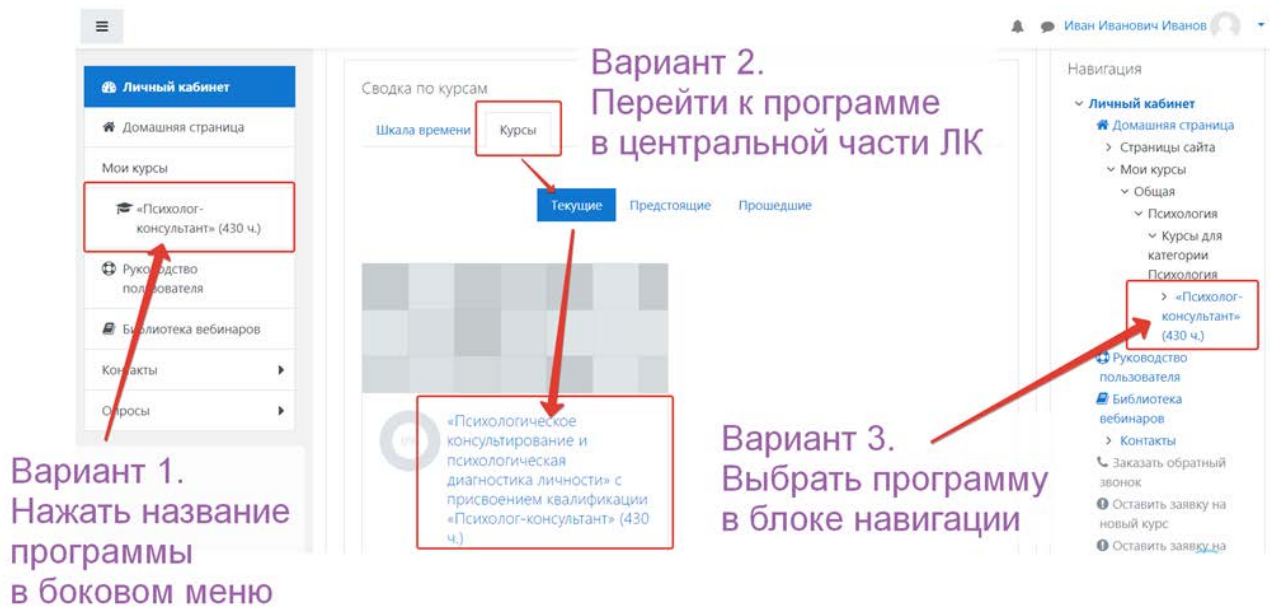 Иван Иванович Иванов
Личный кабинет
Домашняя страница
Мои курсы
«Психолог-
консультант» (430 ч.)
Руководство
пользователя
Библиотека вебинаров
Контакты
Опросы
Вариант 1.
Нажать название
программы
в боковом меню
Сводка по курсам
Шкала времени
Курсы
Вариант 2.
Перейти к программе
в центральной части ЛК
Текущие Предстоящие Прошедшие
«Психологическое
консультирование и
психологическая
диагностика личности» с
присвоением квалификации
«Психолог-консультант» (430
ч.)
Вариант 3.
Выбрать программу
в блоке навигации
Навигация
Личный кабинет
Домашняя страница
Страницы сайта
Мои курсы
Общая
Психология
Курсы для
категории
Психология
«Психолог-
консультант»
(430 ч.)
Руководство
пользователя
Библиотека
вебинаров
Контакты
Заказать обратный
звонок
Оставить заявку на
новый курс
Оставить заявку на